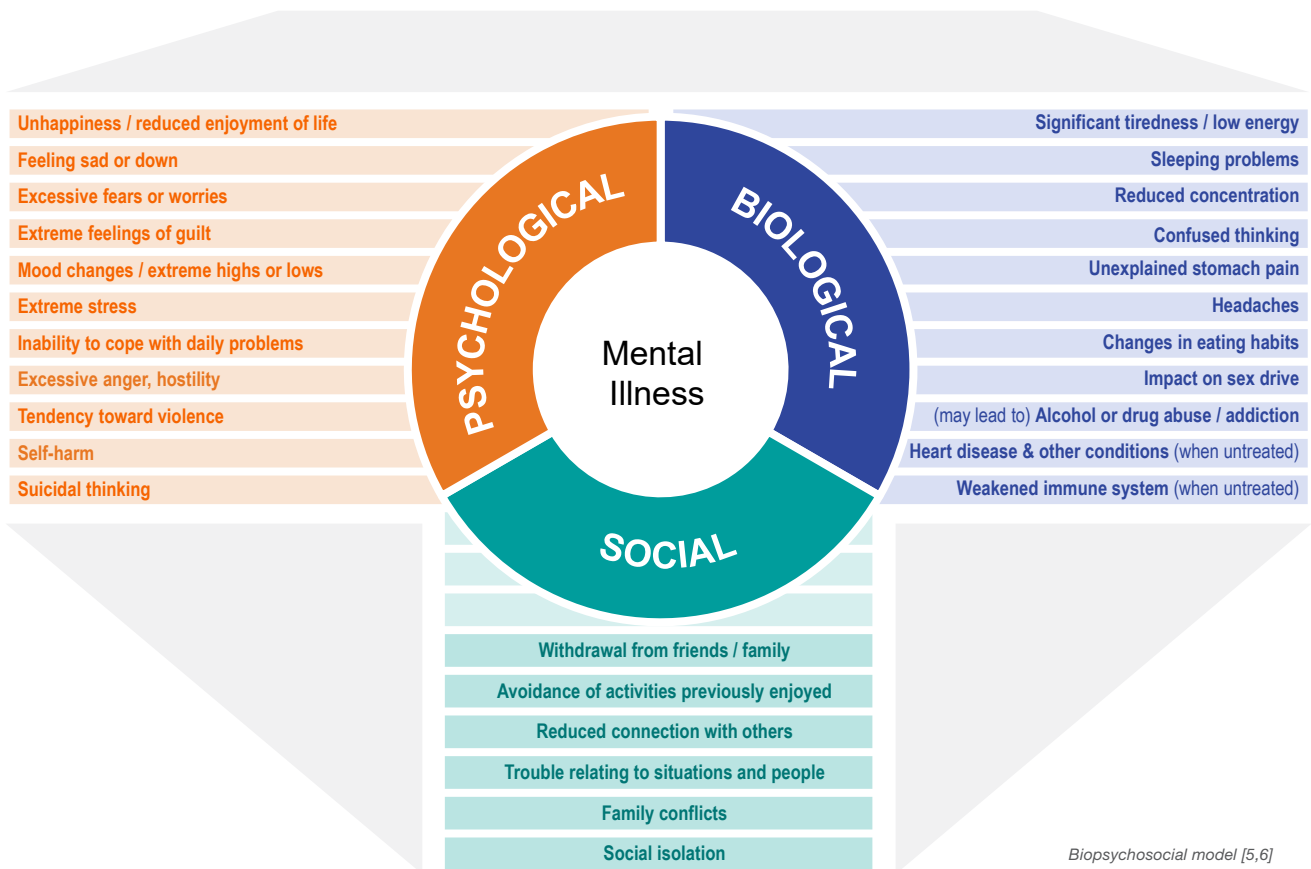 Unhappiness / reduced enjoyment of life
Feeling sad or down
Excessive fears or worries
Extreme feelings of guilt
Mood changes / extreme highs or lows
Extreme stress
Inability to cope with daily problems
Excessive anger, hostility
Tendency toward violence
Self-harm
Suicidal thinking
PSYCHOLOGICAL
BIOLOGICAL
SOCIAL
Mental
Illness
Significant tiredness / low energy
Sleeping problems
Reduced concentration
Confused thinking
Unexplained stomach pain
Headaches
Changes in eating habits
Impact on sex drive
(may lead to) Alcohol or drug abuse / addiction
Heart disease & other conditions (when untreated)
Weakened immune system (when untreated)
Withdrawal from friends / family
Avoidance of activities previously enjoyed
Reduced connection with others
Trouble relating to situations and people
Family conflicts
Social isolation
Biopsychosocial model [5,6]